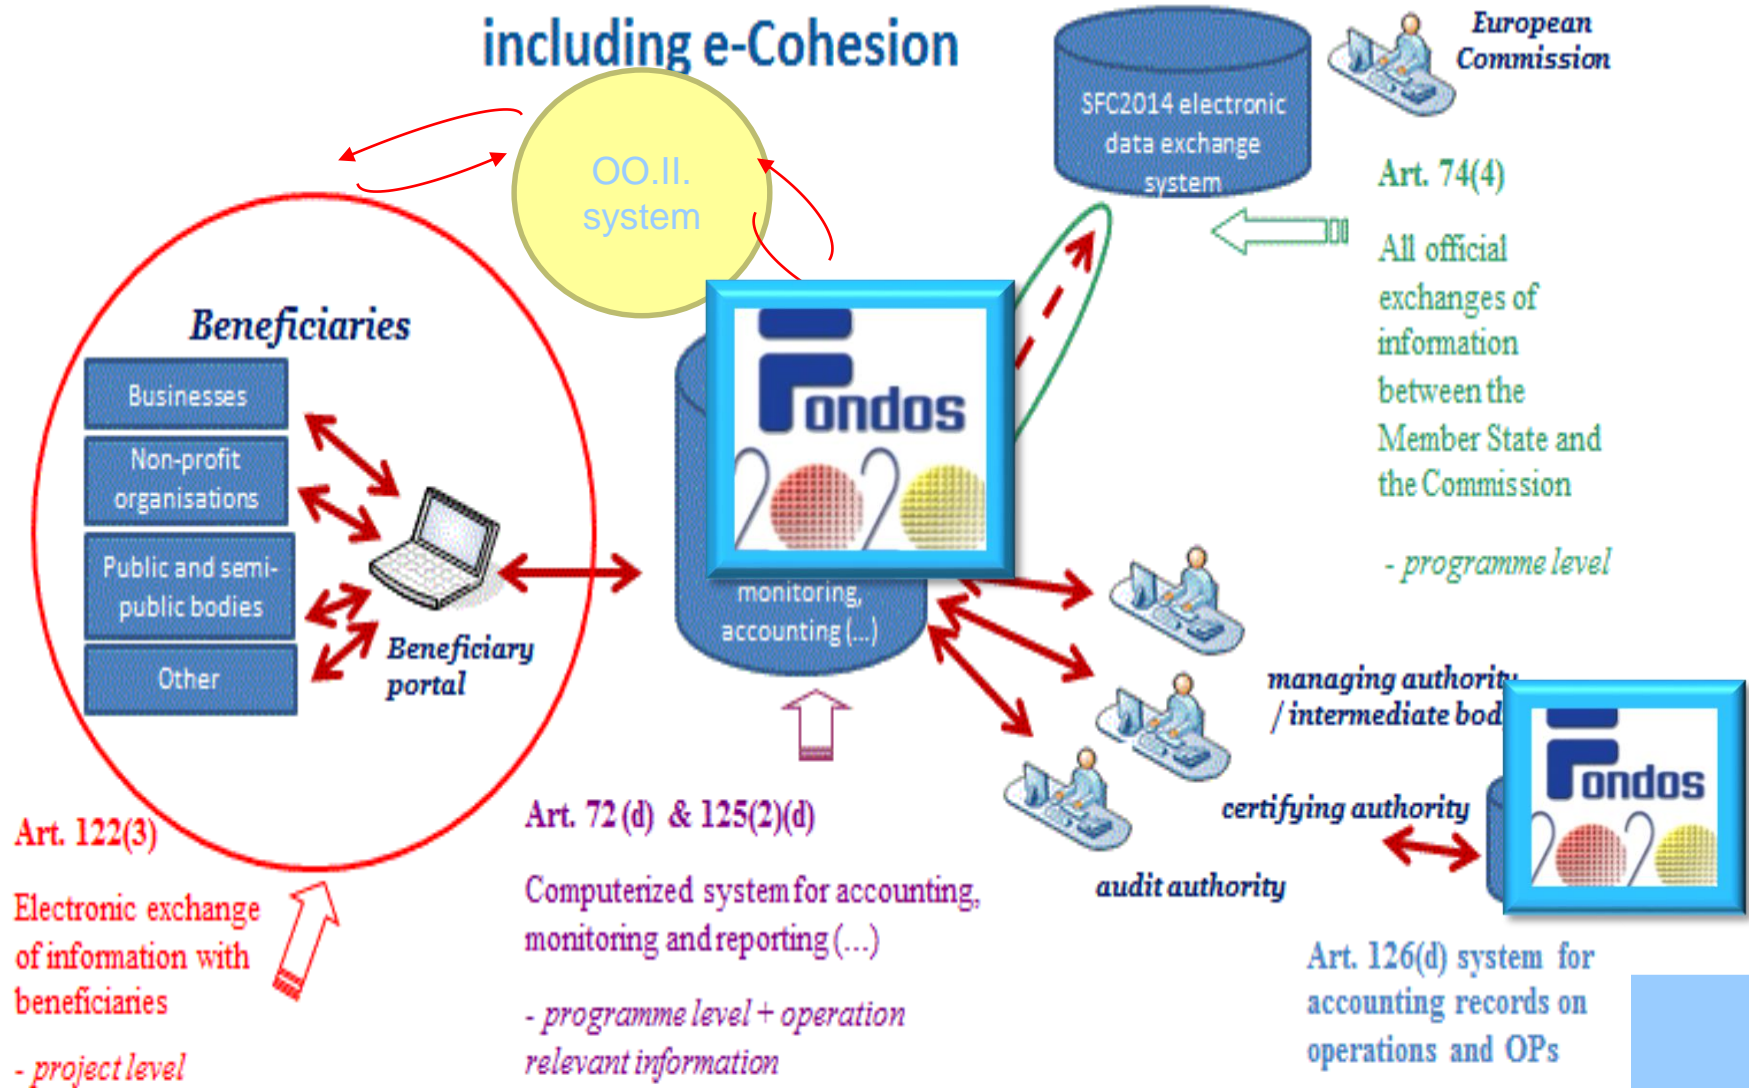 including e-Cohesion
European
Commission
SFC2014 electronic
data exchange
system
OO.II.
system
Art. 74(4)
All official
exchanges of
information
between the
Member State and
the Commission
- programme level
Beneficiaries
Businesses
Non-profit
organisations
Public and semi-
public bodies
Other
Beneficiary
portal
Fondos
2020
monitoring,
accounting (...)
managing authority
/ intermediate
certifying authority
audit authority
Fondos
2020
Art. 122(3)
Electronic exchange
of information with
beneficiaries
- project level
Art. 72 (d) & 125(2)(d)
Computerized system for accounting,
monitoring and reporting (...)
- programme level + operation
relevant information
Art. 126(d) system for
accounting records on
operations and OPs